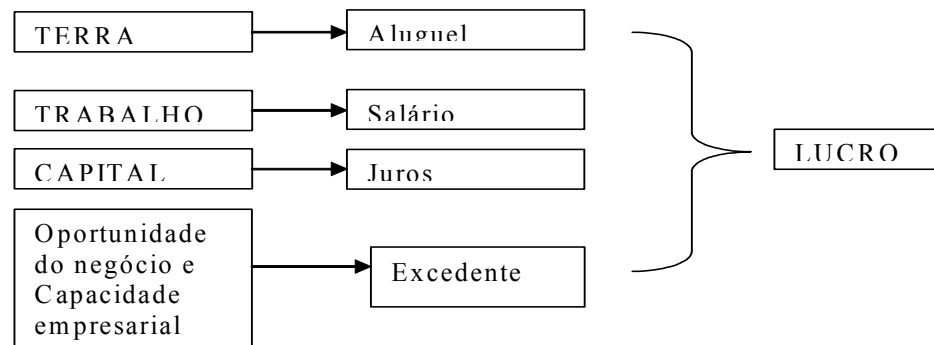 TERRA
Aluguel
TRABALHO
Salário
CAPITAL
Juros
LUCRO
Oportunidade
do negócio e
Capacidade
empresarial
Excedente